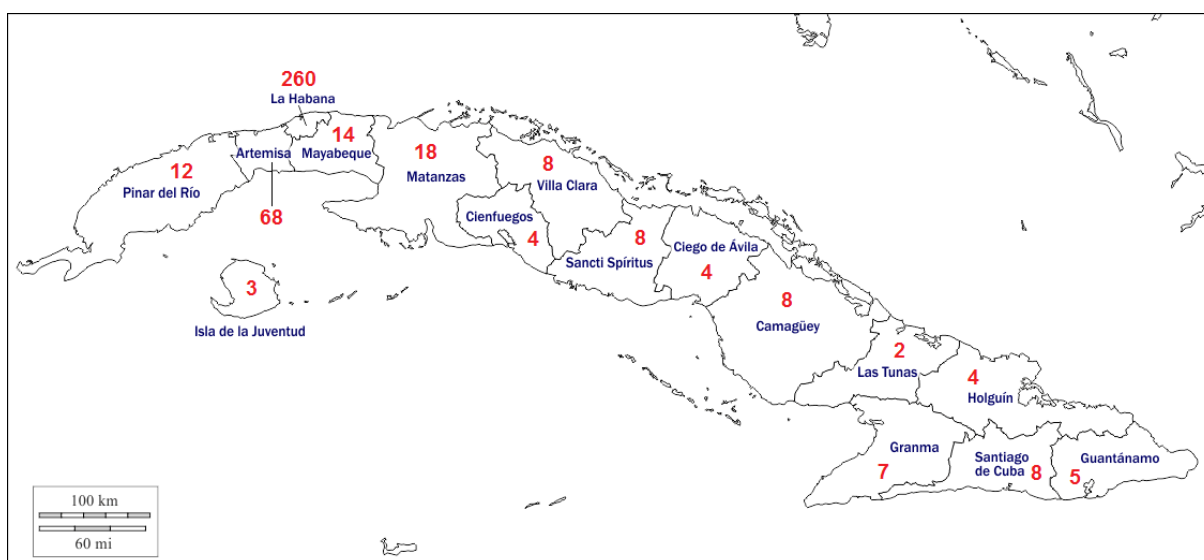 260
La Habana
14
Mayabeque
Artemisa
68
12
Pinar del Río
18
Matanzas
8
Villa Clara
Cienfuegos
4
8
Sancti Spíritus
Ciego de Ávila
4
3
Isla de la Juventud
8
Camagüey
2
Las Tunas
4
Holguín
Granma
7
Santiago
de Cuba
8
Guantánamo
5
100 km
60 mi